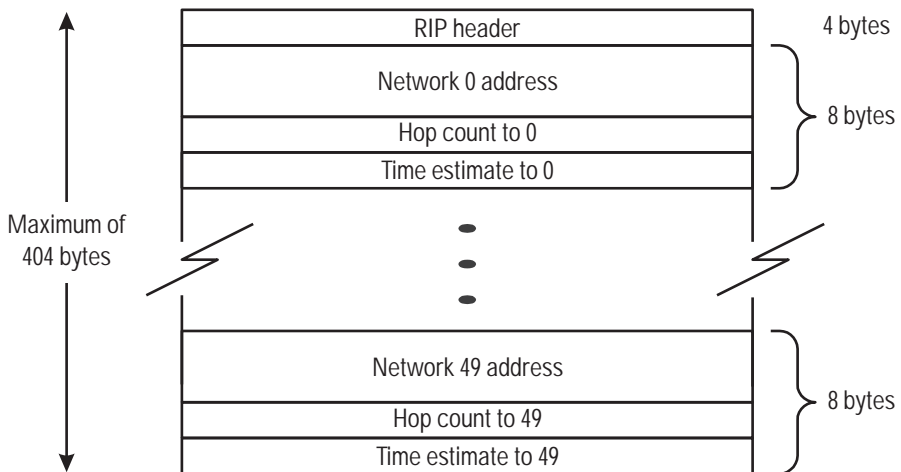 RIP header
4 bytes
Network 0 address
Hop count to 0
Time estimate to 0
8 bytes
Maximum of
404 bytes
Network 49 address
Hop count to 49
Time estimate to 49
8 bytes